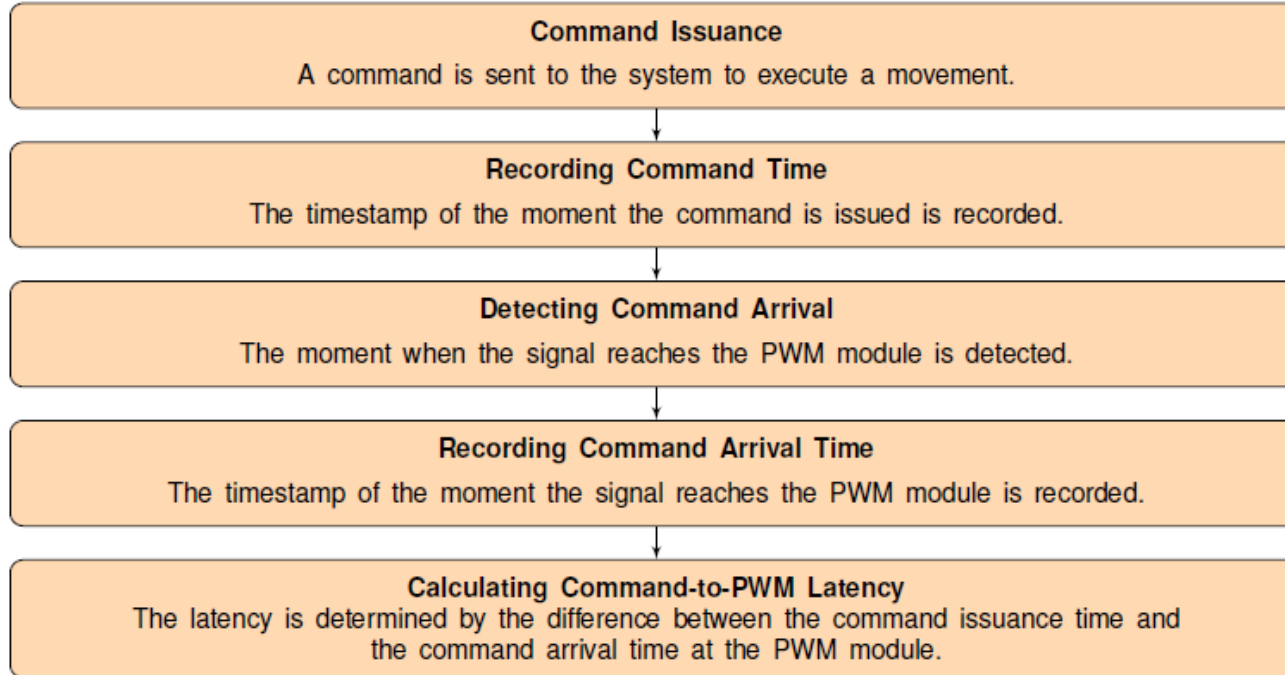 Command Issuance
A command is sent to the system to execute a movement.
Recording Command Time
The timestamp of the moment the command is issued is recorded.
Detecting Command Arrival
The moment when the signal reaches the PWM module is detected.
Recording Command Arrival Time
The timestamp of the moment the signal reaches the PWM module is recorded.
Calculating Command-to-PWM Latency
The latency is determined by the difference between the command issuance time and
the command arrival time at the PWM module.